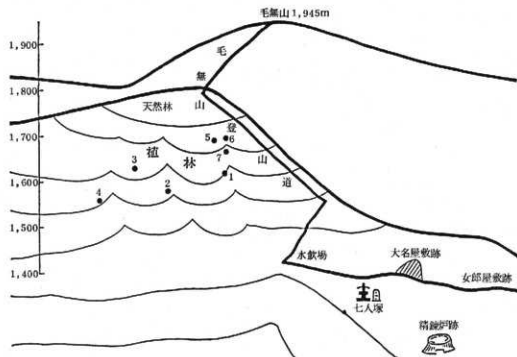 毛無山1,945m
1,900
1,800
1,700
1,600
1,500
1,400
毛無山登山道
天然林
植林
5
6
7
3
1
2
4
水飲場
大名屋敷跡
女郎屋敷跡
七人塚
精錬炉跡